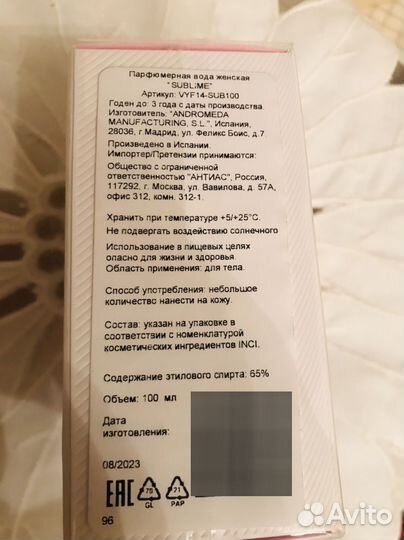 Парфюмерная вода женская
"SUBLIME"
Артикул: VYF14-SUB100
Годен до: 3 года с даты производства.
Изготовитель: "ANDROMEDA
MANUFACTURING, S.L.", Испания,
28036, г.Мадрид, ул. Феликс Боис, д.7.
Произведено в Испании.
Импортер/Претензии принимаются:
Общество с ограниченной
ответственностью "АНТИАС", Россия,
117292, г. Москва, ул. Вавилова, д. 57А,
офис 312, комн. 312-1.
Хранить при температуре +5/+25°С.
Не подвергать воздействию солнечного
Использование в пищевых целях
опасно для жизни и здоровья.
Область применения: для тела.
Способ употребления: небольшое
количество нанести на кожу.
Состав: указан на упаковке в
соответствии с номенклатурой
косметических ингредиентов INCI.
Содержание этилового спирта: 65%
Объем: 100 мл
Дата
изготовления:
08/2023
EAC 70 GL 21 PAP
96
Avito